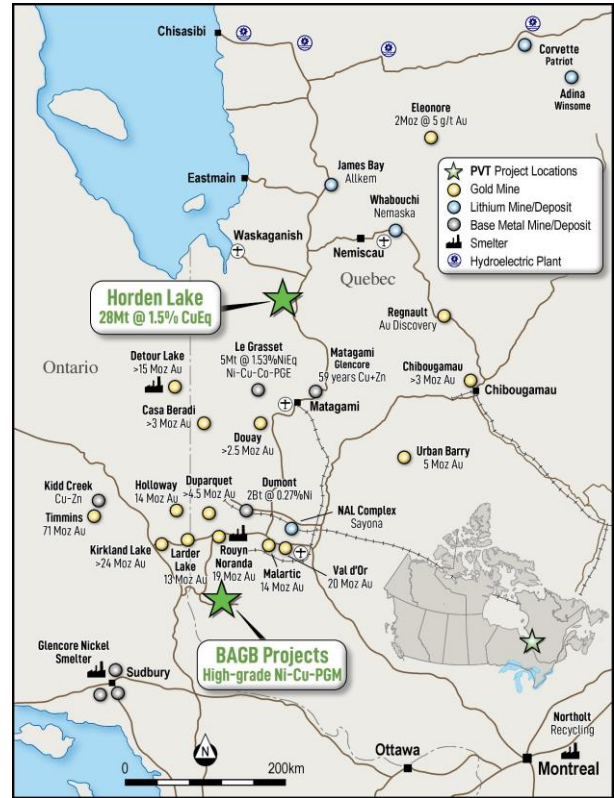 Chisasibi
Corvette
Patriot
Adina
Winsome
Eleonore
2Moz @ 5 g/t Au
PVT Project Locations
Gold Mine
Lithium Mine/Deposit
Base Metal Mine/Deposit
Smelter
Hydroelectric Plant
James Bay
Allkem
Eastmain
Whabouchi
Nemaska
Waskaganish
Nemiscau
Quebec
Horden Lake
28Mt @ 1.5% CuEq
Regnault
Au Discovery
Ontario
Detour Lake
>15 Moz Au
Le Grasset
5Mt @ 1.53%NiEq
Ni-Cu-Co-PGE
Matagami
Glencore
59 years Cu+Zn
Chibougamau
>3 Moz Au
Chibougamau
Matagami
Casa Beradi
>3 Moz Au
Douay
>2.5 Moz Au
Urban Barry
5 Moz Au
Kidd Creek
Cu-Zn
Timmins
71 Moz Au
Holloway
14 Moz Au
Duparquet
>4.5 Moz Au
Dumont
2Bt @ 0.27%Ni
NAL Complex
Sayona
Kirkland Lake
>24 Moz Au
Larder
Lake
13 Moz Au
Rouyn
Noranda
19 Moz Au
Malartic
14 Moz Au
Val d'Or
20 Moz Au
BAGB Projects
High-grade Ni-Cu-PGM
Glencore Nickel
Smelter
Sudbury
Northolt
Recycling
N
Ottawa
Montreal
0 200km